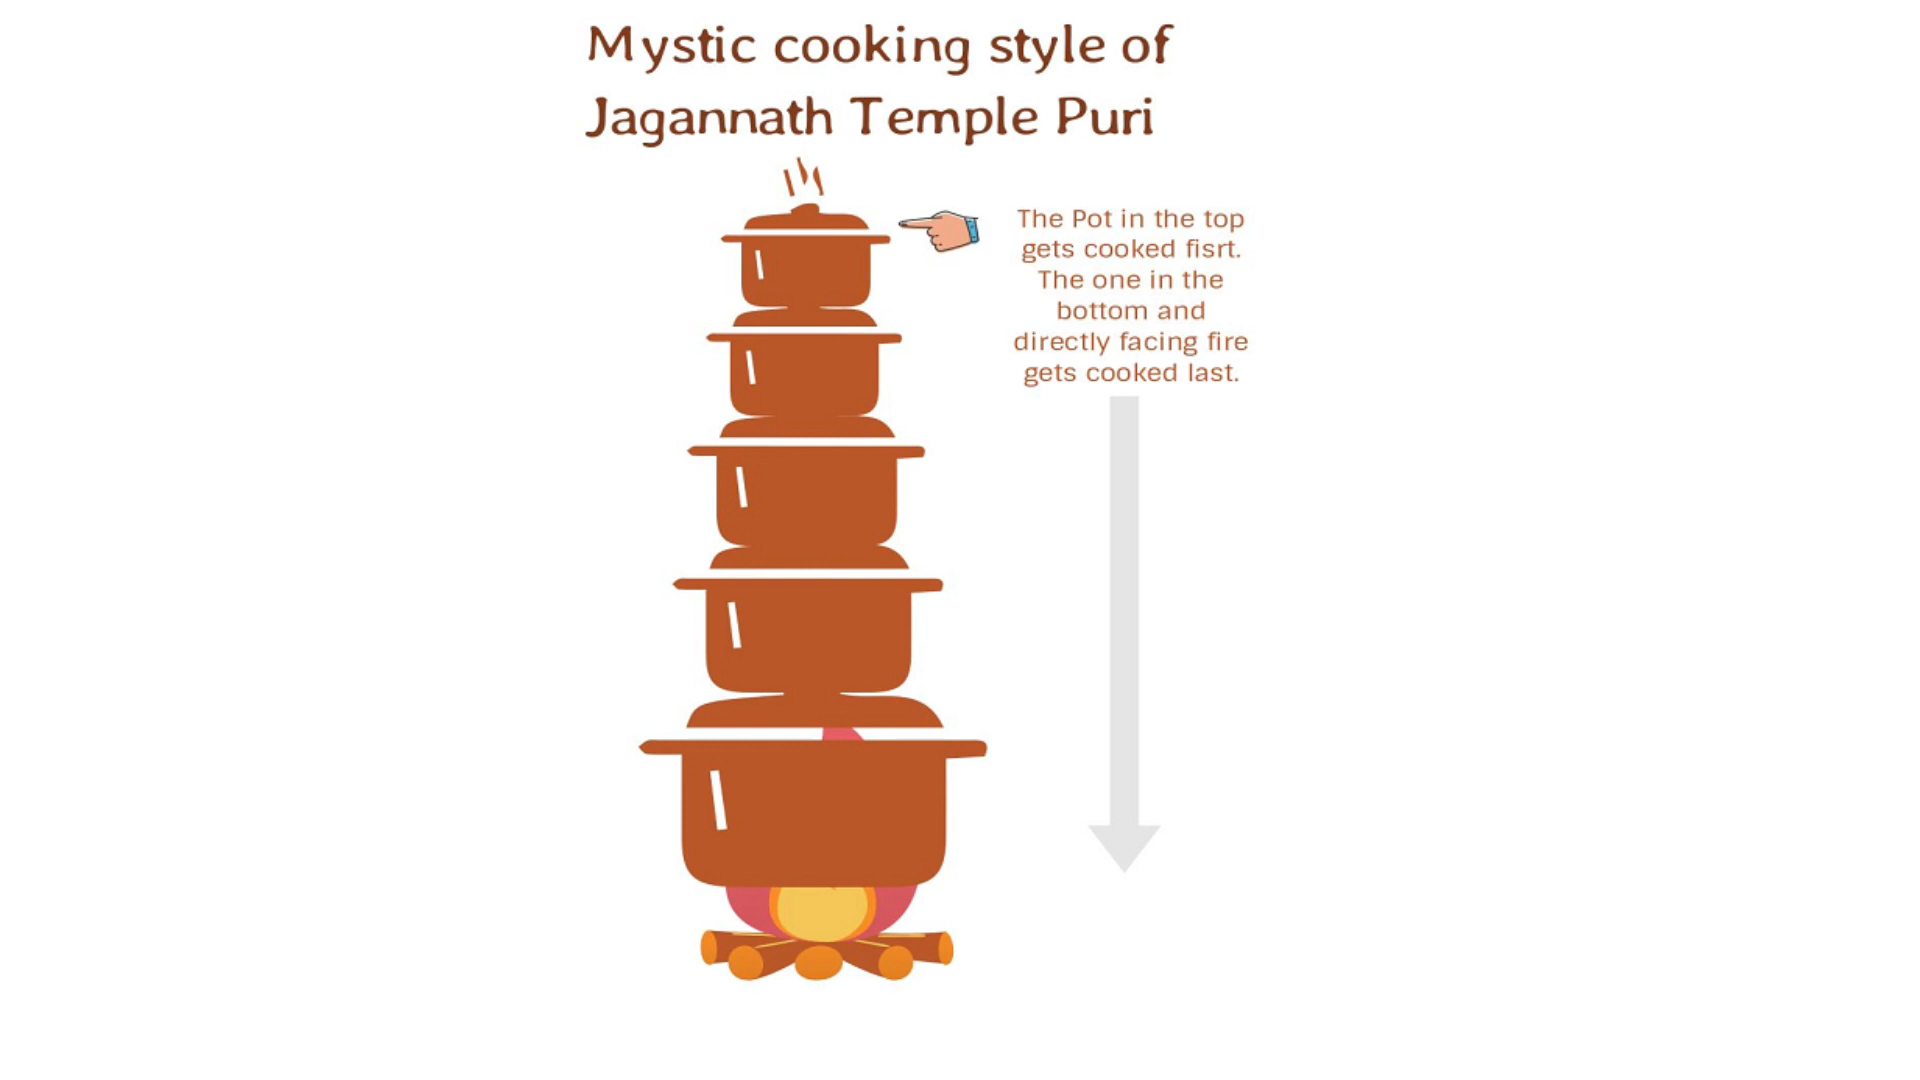 Mystic cooking style of
Jagannath Temple Puri
The Pot in the top
gets cooked fisrt.
The one in the
bottom and
directly facing fire
gets cooked last.